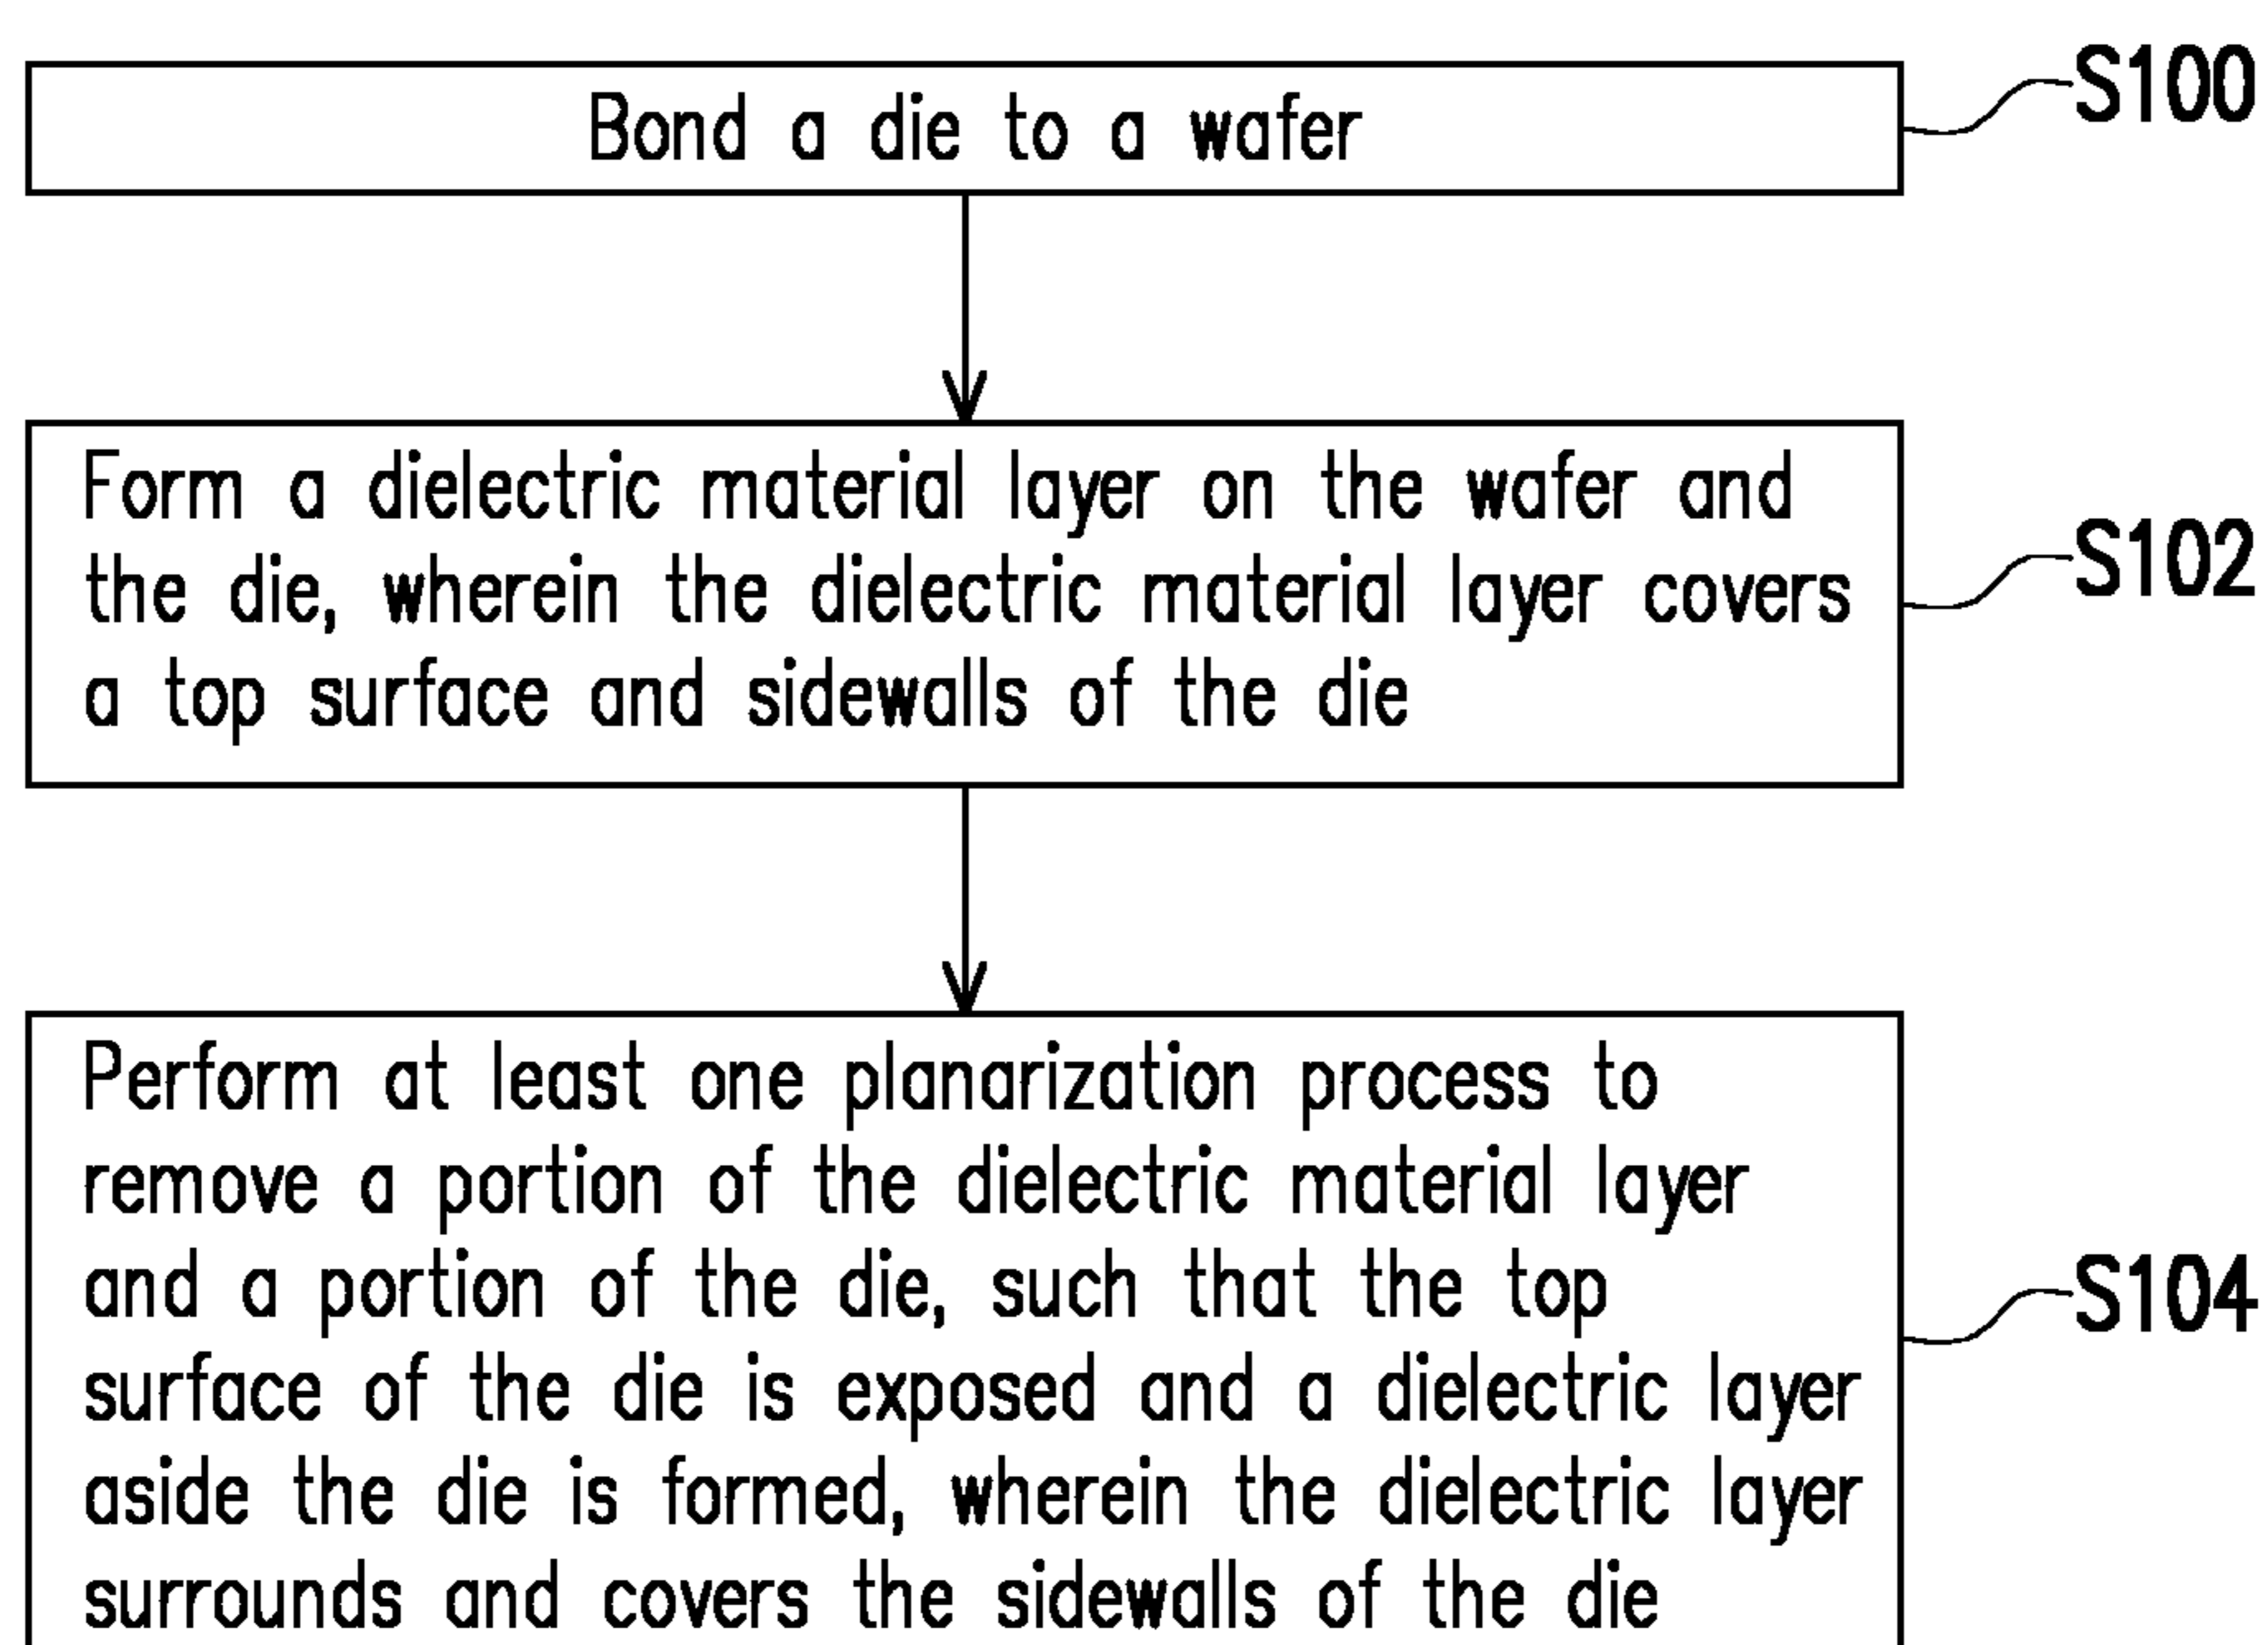 Bond a die to a wafer
S100
Form a dielectric material layer on the wafer and
the die, wherein the dielectric material layer covers
a top surface and sidewalls of the die
S102
Perform at least one planarization process to
remove a portion of the dielectric material layer
and a portion of the die, such that the top
surface of the die is exposed and a dielectric layer
aside the die is formed, wherein the dielectric layer
surrounds and covers the sidewalls of the die
S104